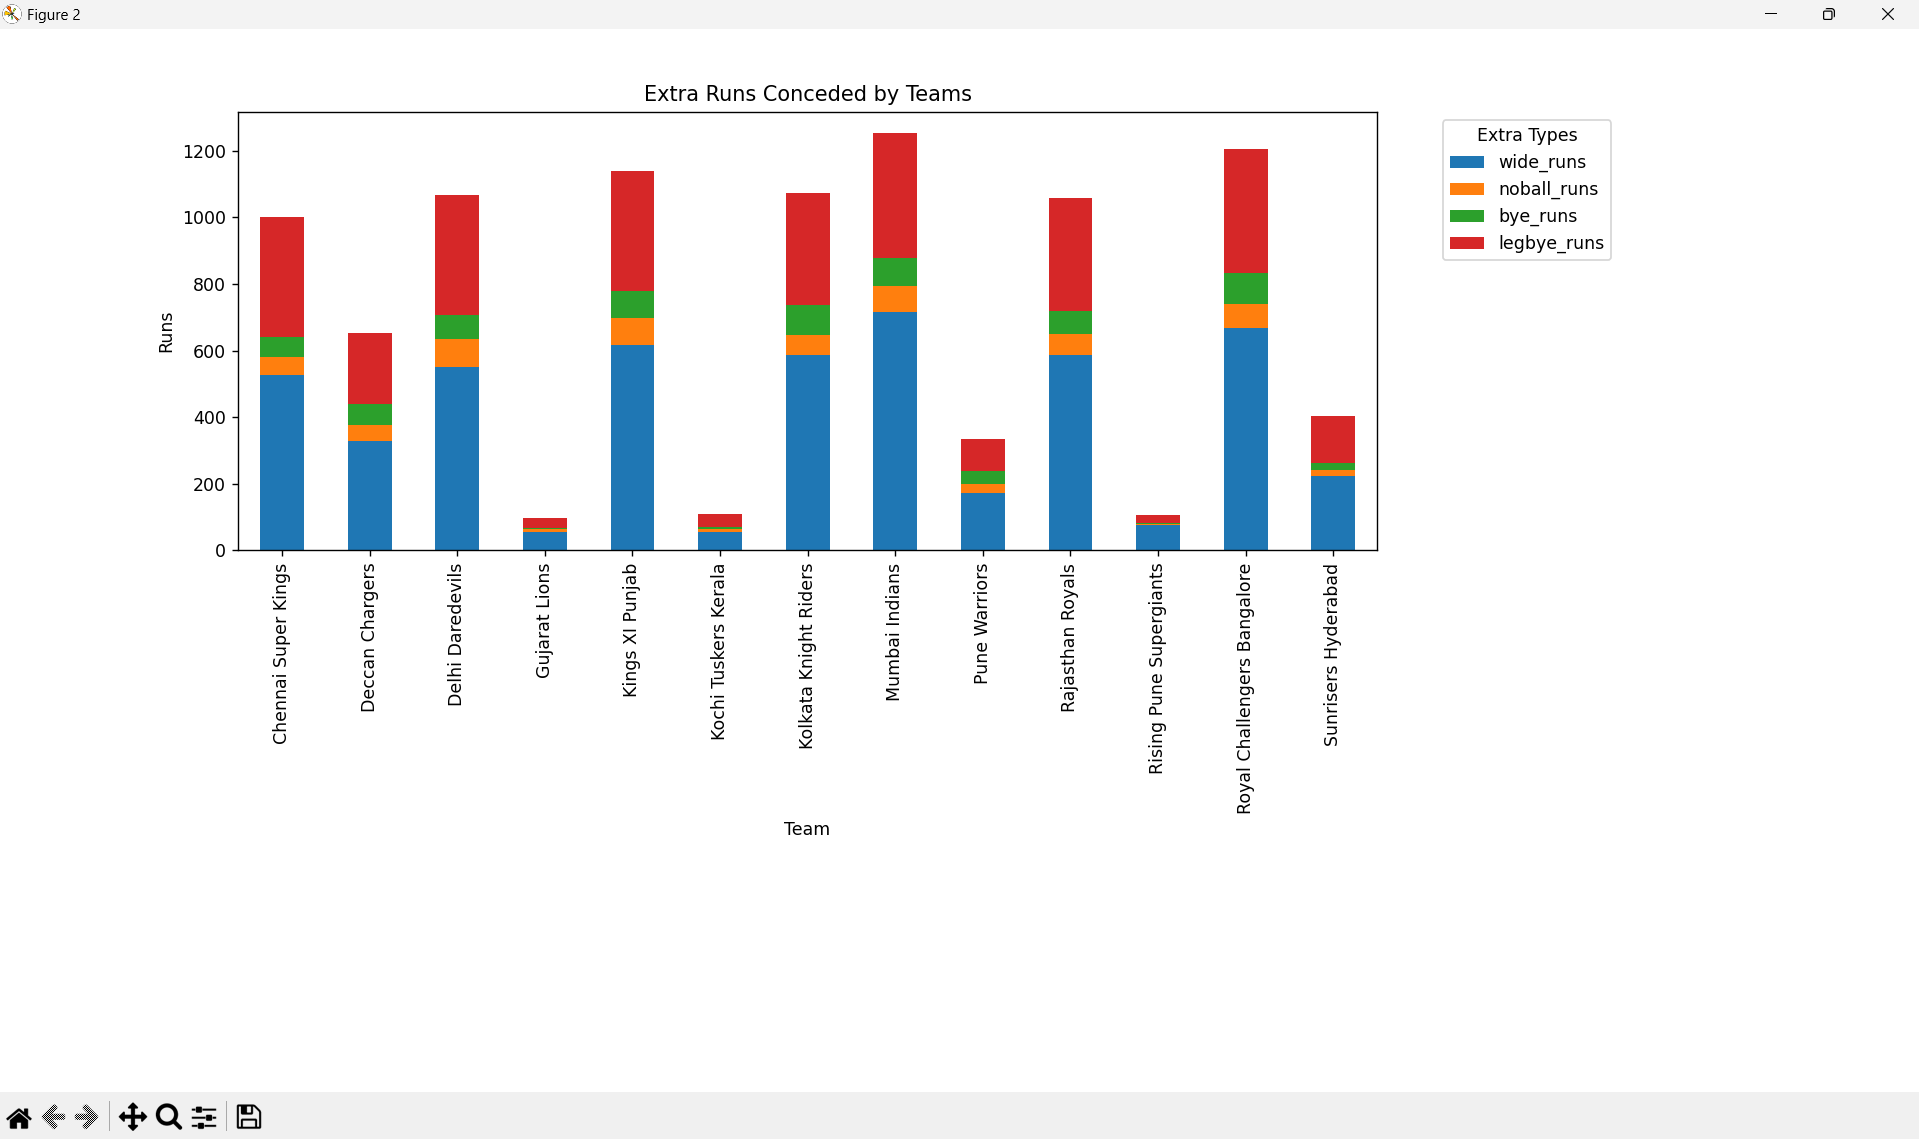 Figure 2
Extra Runs Conceded by Teams
Runs
1200
1000
800
600
400
200
0
Chennai Super Kings
Deccan Chargers
Delhi Daredevils
Gujarat Lions
Kings XI Punjab
Kochi Tuskers Kerala
Kolkata Knight Riders
Mumbai Indians
Pune Warriors
Rajasthan Royals
Rising Pune Supergiants
Royal Challengers Bangalore
Sunrisers Hyderabad
Team
Extra Types
wide_runs
noball_runs
bye_runs
legbye_runs